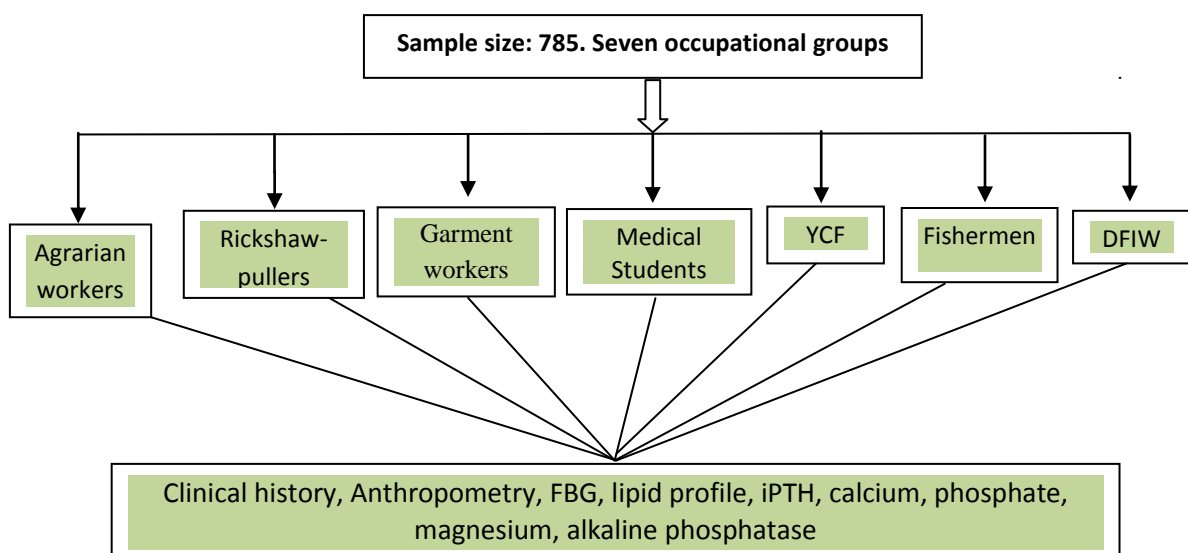 Sample size: 785. Seven occupational groups
Agrarian
workers
Rickshaw-
pullers
Garment
workers
Medical
Students
YCF
Fishermen
DFIW
Clinical history, Anthropometry, FBG, lipid profile, iPTH, calcium, phosphate,
magnesium, alkaline phosphatase